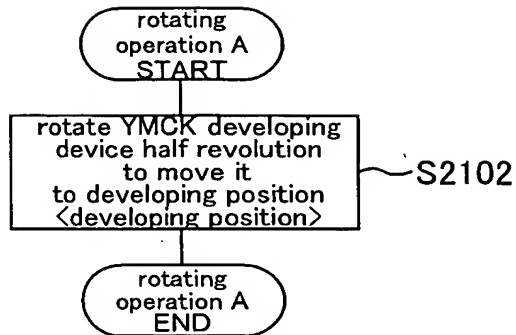 rotating
operation A
START
rotate YMCK developing
device half revolution
to move it
to developing position
<developing position>
S2102
rotating
operation A
END